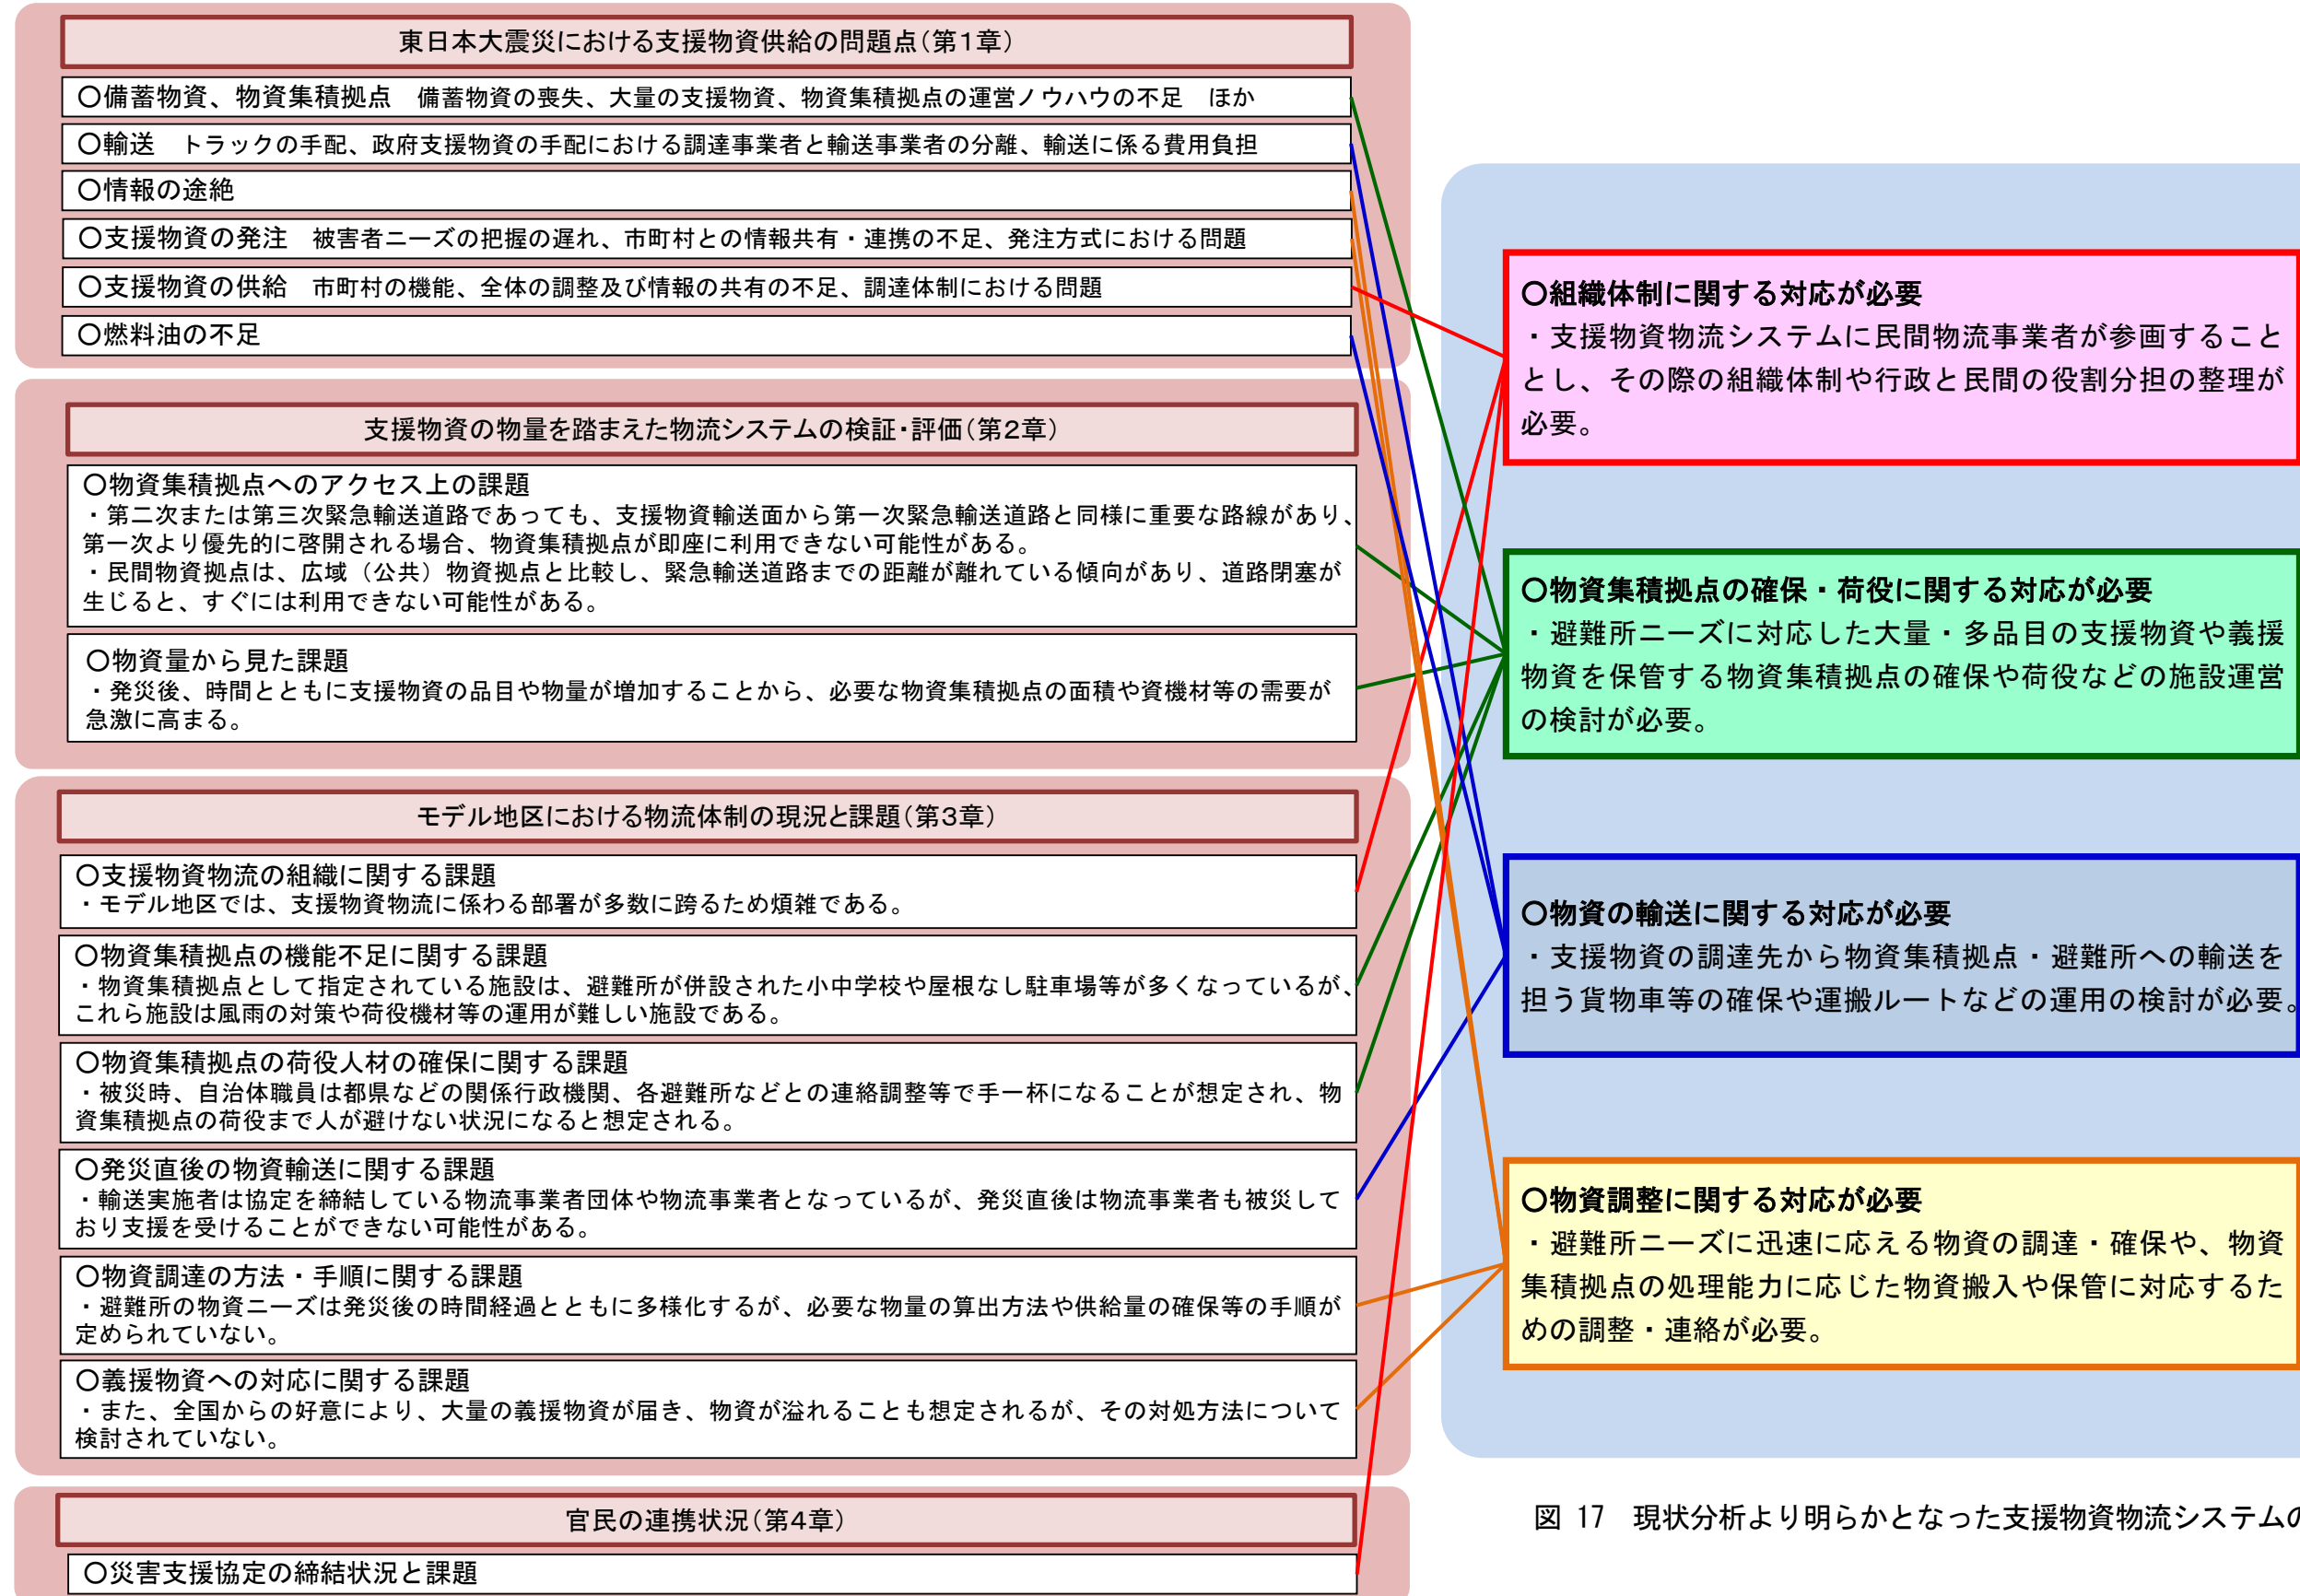 東日本大震災における支援物資供給の問題点（第1章）
〇備蓄物資、物資集積拠点　備蓄物資の喪失、大量の支援物資、物資集積拠点の運営ノウハウの不足　ほか
〇輸送　トラックの手配、政府支援物資の手配における調達事業者と輸送事業者の分離、輸送に係る費用負担
〇情報の途絶
〇支援物資の発注　被害者ニーズの把握の遅れ、市町村との情報共有・連携の不足、発注方式における問題
〇支援物資の供給　市町村の機能、全体の調整及び情報の共有の不足、調達体制における問題
〇燃料油の不足
支援物資の物量を踏まえた物流システムの検証・評価（第2章）
〇物資集積拠点へのアクセス上の課題
・第二次または第三次緊急輸送道路であっても、支援物資輸送面から第一次緊急輸送道路と同様に重要な路線があり、
第一次より優先的に啓開される場合、物資集積拠点が即座に利用できない可能性がある。
・民間物資拠点は、広域（公共）物資拠点と比較し、緊急輸送道路までの距離が離れている傾向があり、道路閉塞が
生じると、すぐには利用できない可能性がある。
〇物資量から見た課題
・発災後、時間とともに支援物資の品目や物量が増加することから、必要な物資集積拠点の面積や資機材等の需要が
急激に高まる。
モデル地区における物流体制の現況と課題（第3章）
〇支援物資物流の組織に関する課題
・モデル地区では、支援物資物流に係わる部署が多数に跨るため煩雑である。
〇物資集積拠点の機能不足に関する課題
・物資集積拠点として指定されている施設は、避難所が併設された小中学校や屋根なし駐車場等が多くなっているが、
これら施設は風雨の対策や荷役機材等の運用が難しい施設である。
〇物資集積拠点の荷役人材の確保に関する課題
・被災時、自治体職員は都県などの関係行政機関、各避難所などとの連絡調整等で手一杯になることが想定され、物
資集積拠点の荷役まで人が避けない状況になると想定される。
〇発災直後の物資輸送に関する課題
・輸送実施者は協定を締結している物流事業者団体や物流事業者となっているが、発災直後は物流事業者も被災して
おり支援を受けることができない可能性がある。
〇物資調達の方法・手順に関する課題
・避難所の物資ニーズは発災後の時間経過とともに多様化するが、必要な物量の算出方法や供給量の確保等の手順が
定められていない。
〇義援物資への対応に関する課題
・また、全国からの好意により、大量の義援物資が届き、物資が溢れることも想定されるが、その対処方法について
検討されていない。
官民の連携状況（第4章）
〇災害支援協定の締結状況と課題
〇組織体制に関する対応が必要
・支援物資物流システムに民間物流事業者が参画すること
とし、その際の組織体制や行政と民間の役割分担の整理が
必要。
〇物資集積拠点の確保・荷役に関する対応が必要
・避難所ニーズに対応した大量・多品目の支援物資や義援
物資を保管する物資集積拠点の確保や荷役などの施設運営
の検討が必要。
〇物資の輸送に関する対応が必要
・支援物資の調達先から物資集積拠点・避難所への輸送を
担う貨物車等の確保や運搬ルートなどの運用の検討が必要。
〇物資調整に関する対応が必要
・避難所ニーズに迅速に応える物資の調達・確保や、物資
集積拠点の処理能力に応じた物資搬入や保管に対応するた
めの調整・連絡が必要。
図 17　現状分析より明らかとなった支援物資物流システムの